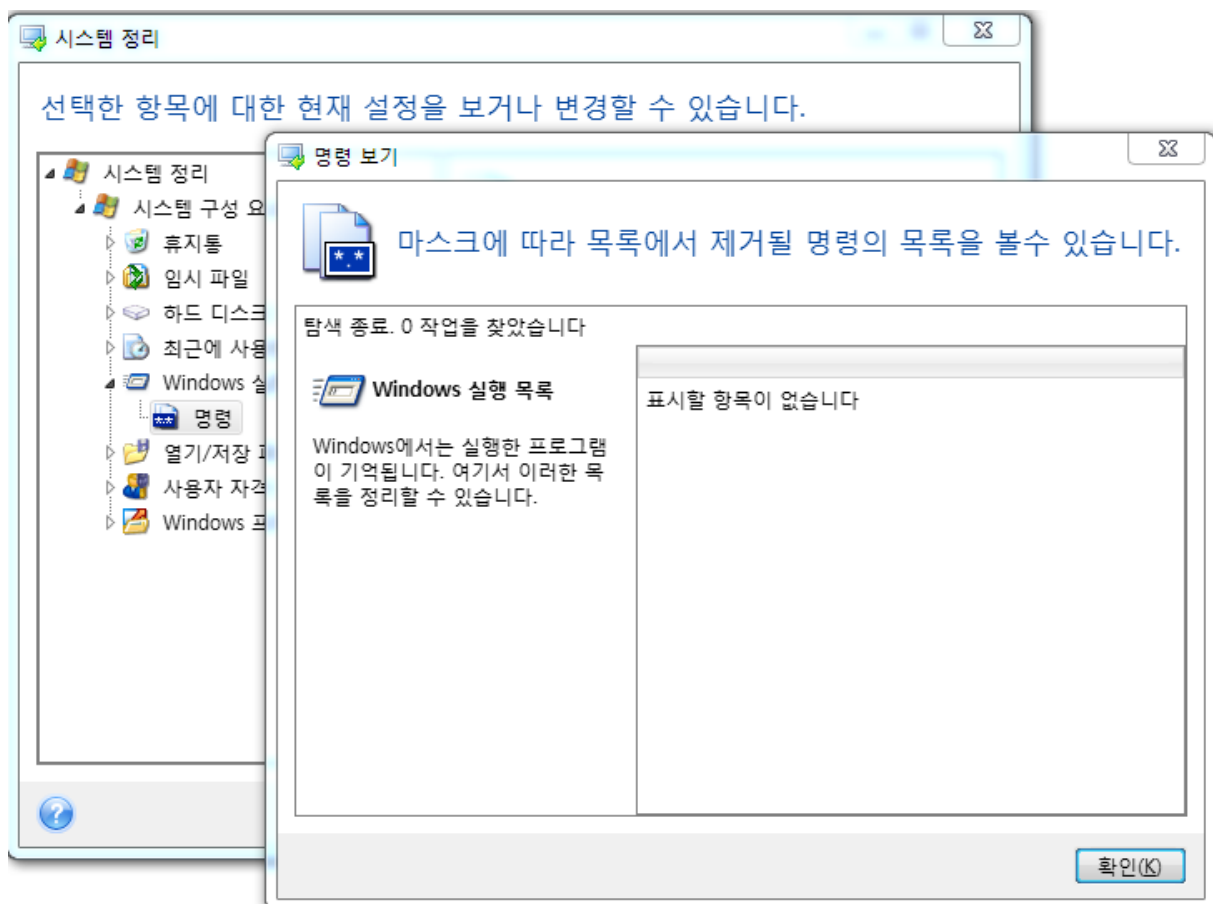 시스템 정리
선택한 항목에 대한 현재 설정을 보거나 변경할 수 있습니다.
시스템 정리
시스템 구성 요
휴지통
임시 파일
하드 디스크
최근에 사용
Windows 실
명령
열기/저장
사용자 자격
Windows 프
명령 보기
*.*
마스크에 따라 목록에서 제거될 명령의 목록을 볼수 있습니다.
탐색 종료. 0 작업을 찾았습니다
Windows 실행 목록
Windows에서는 실행한 프로그램
이 기억됩니다. 여기서 이러한 목
록을 정리할 수 있습니다.
표시할 항목이 없습니다
확인(K)